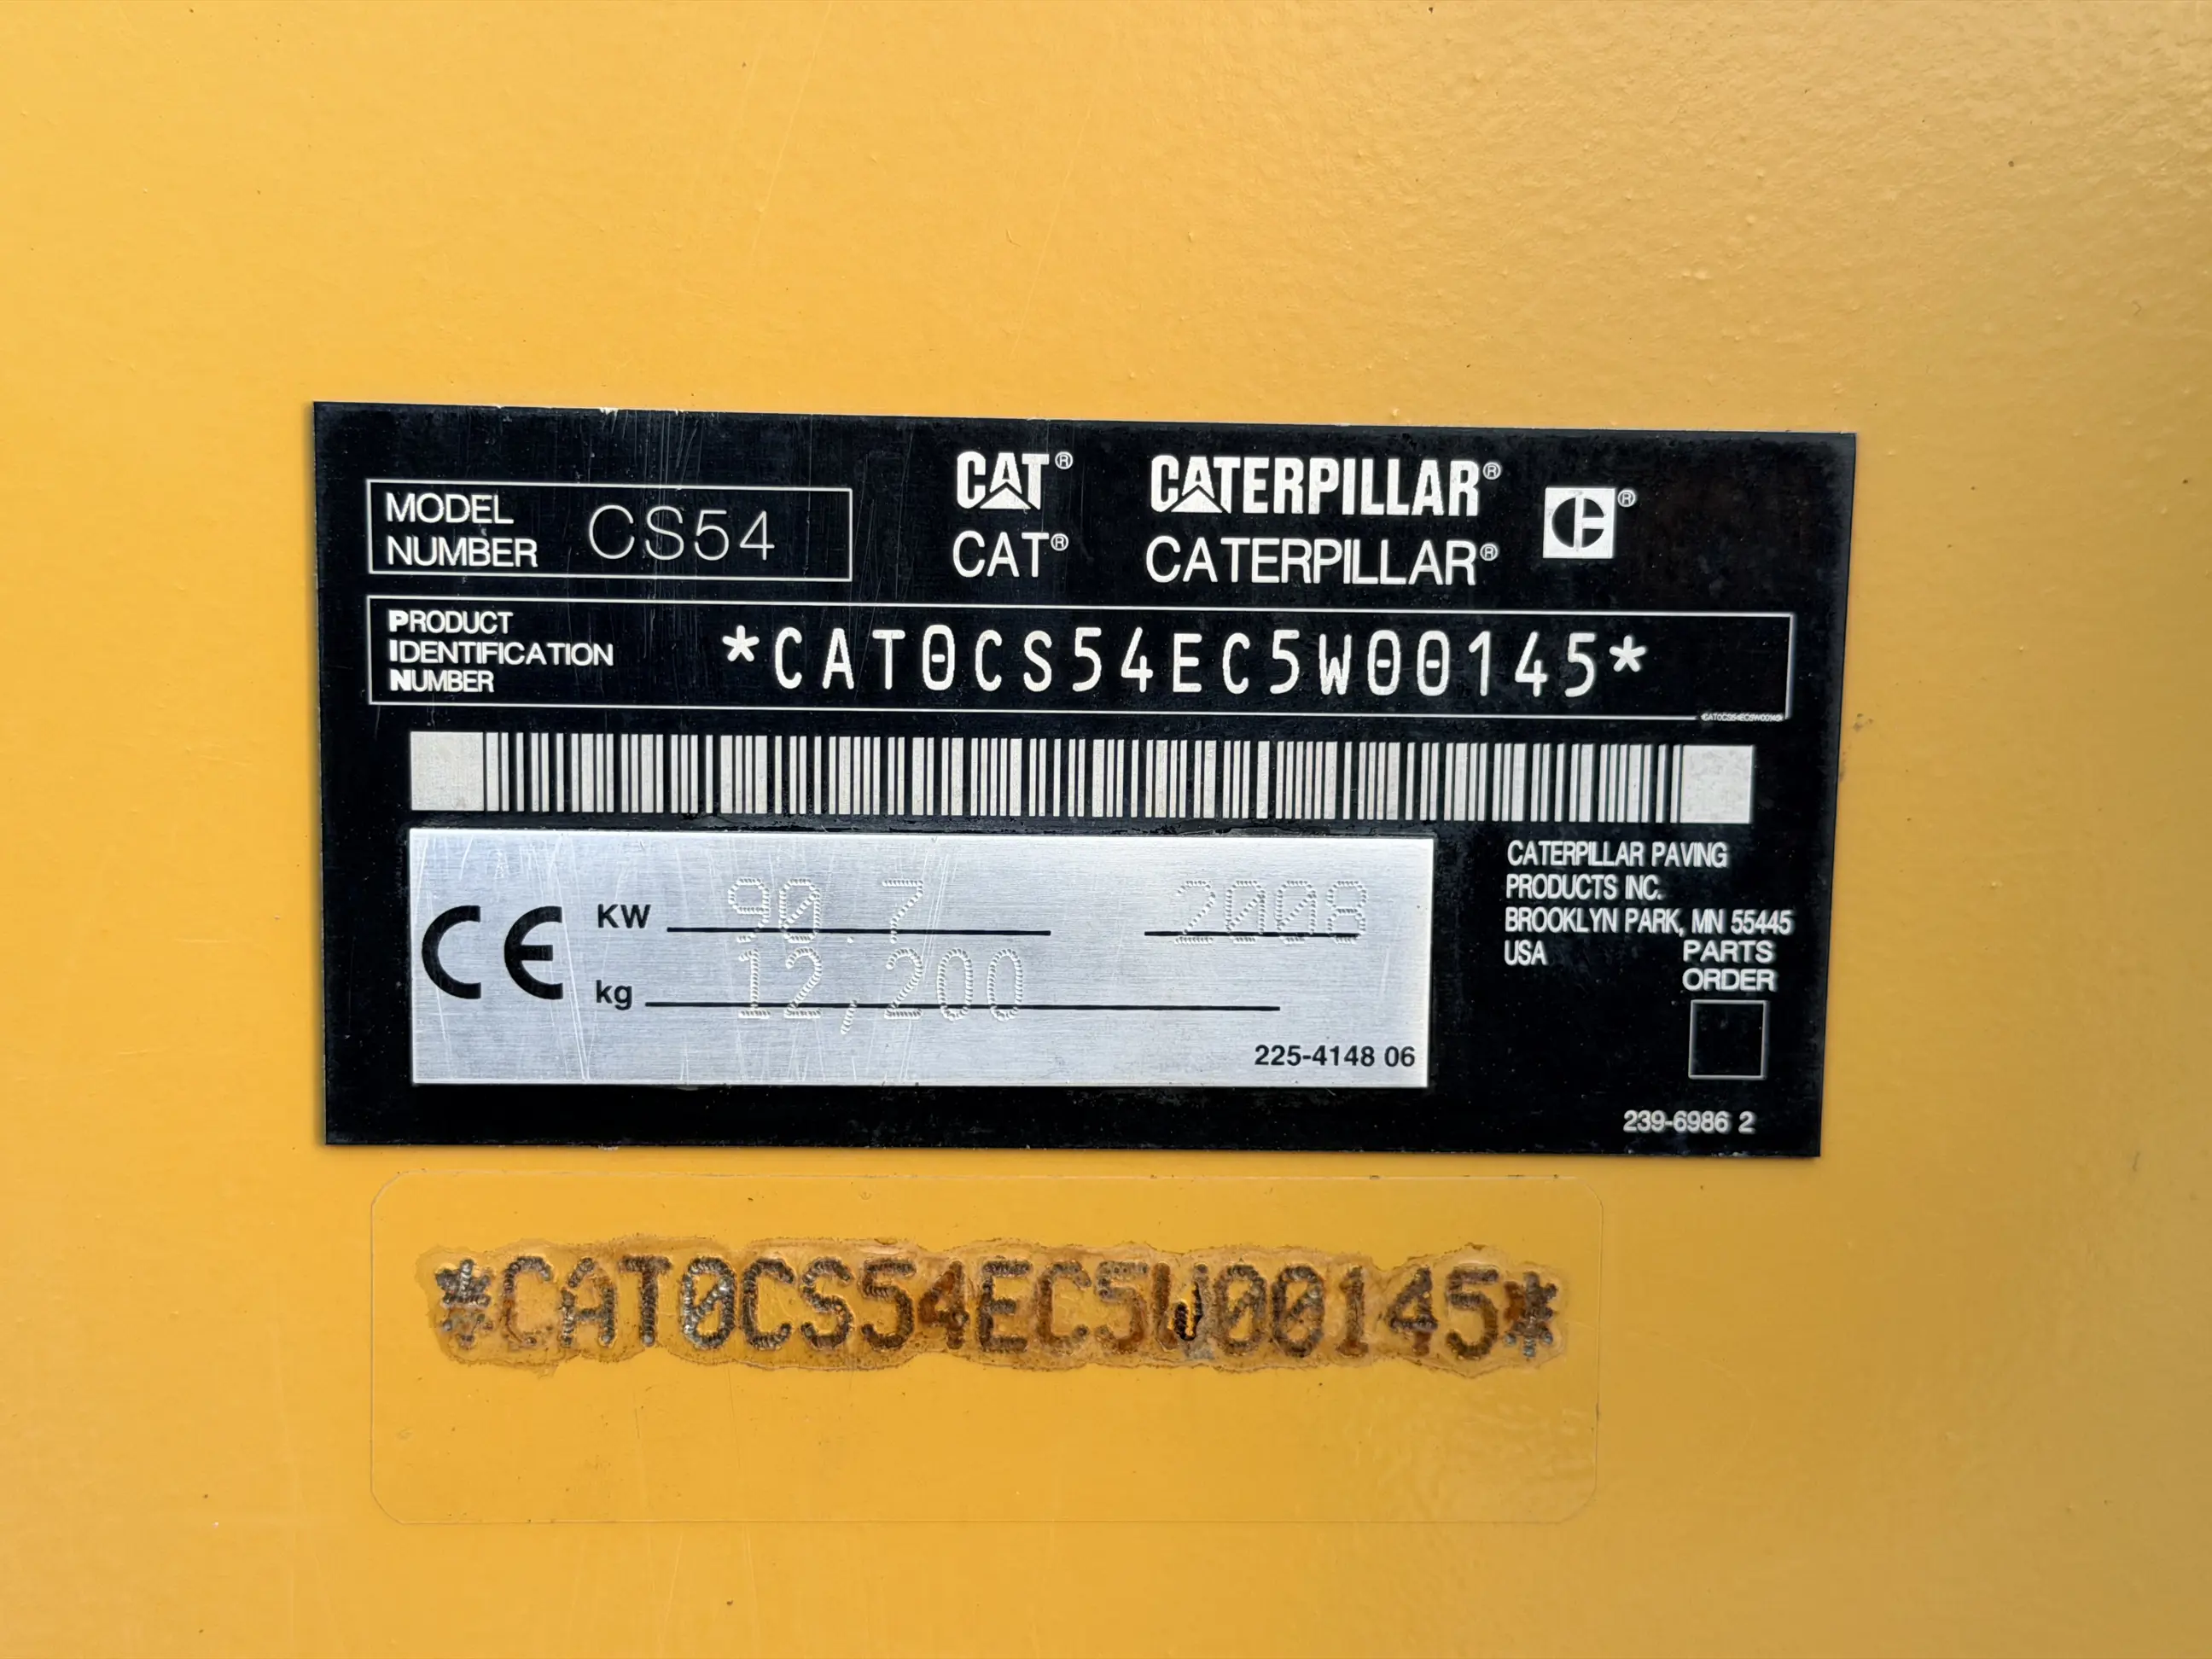 MODEL NUMBER CS54
CAT® CATERPILLAR®
CAT® CATERPILLAR®
PRODUCT IDENTIFICATION NUMBER
*CAT0CS54EC5W00145*
CAT0CS54EC5W00145
CE
KW 90.7 2008
kg 12,200
225-4148 06
CATERPILLAR PAVING
PRODUCTS INC.
BROOKLYN PARK, MN 55445
USA
PARTS
ORDER
239-6986 2
*CAT0CS54EC5W00145*